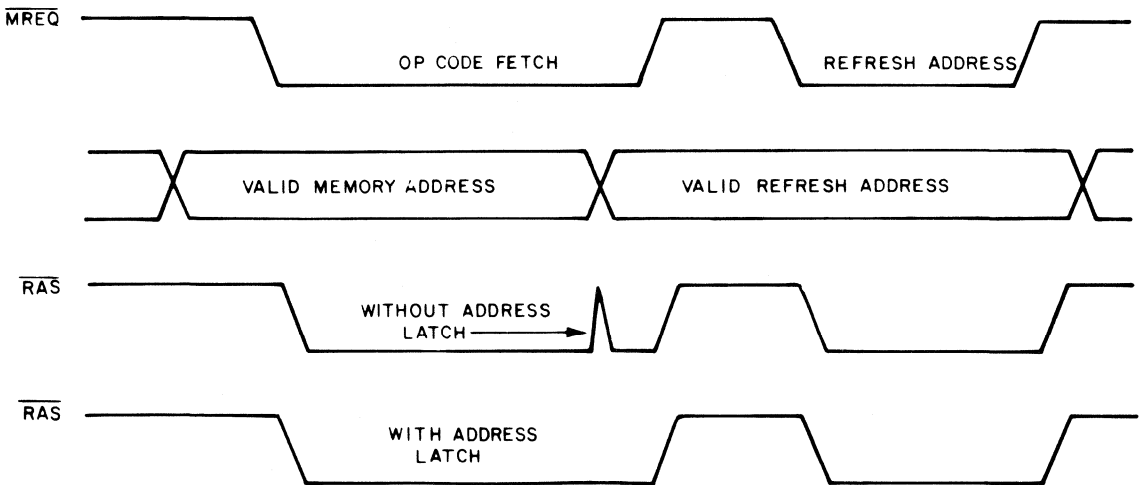 MREQ
OP CODE FETCH
REFRESH ADDRESS
VALID MEMORY ADDRESS
VALID REFRESH ADDRESS
RAS
WITHOUT ADDRESS
LATCH
RAS
WITH ADDRESS
LATCH